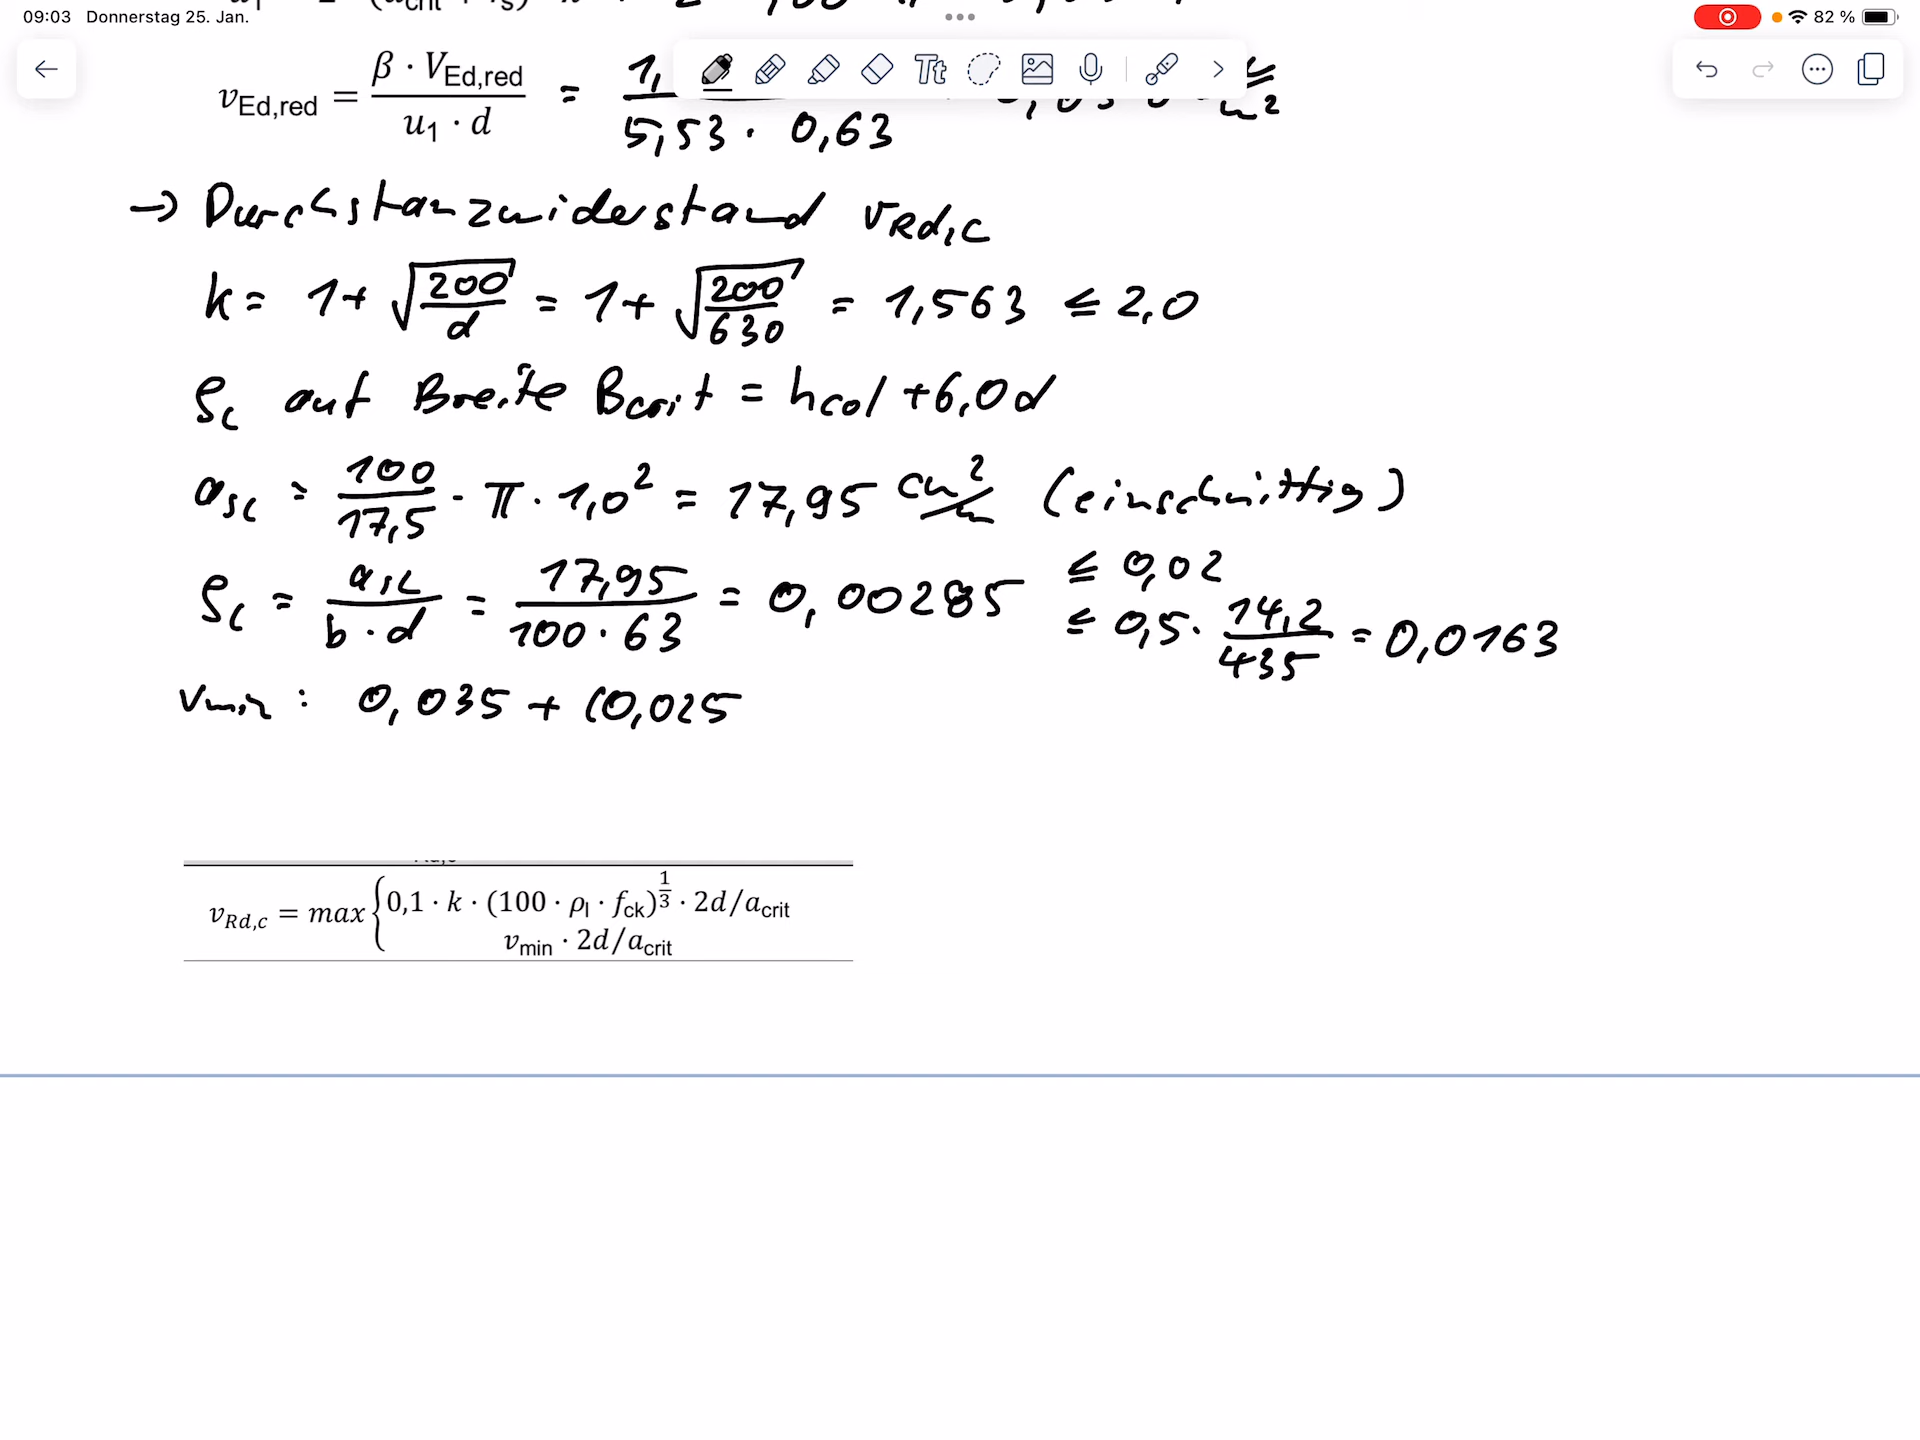 09:03 Donnerstag 25. Jan.
82 %
v_Ed,red = β · V_Ed,red / u₁ · d = 1, / 5,53 · 0,63
Tt
→ Durchstanzwiderstand v_Rd,c
k = 1 + √(200/d) = 1 + √(200/630) = 1,563 ≤ 2,0
ρ_L auf Breite B_crit = h_col + 6,0 d
a_sL = 100/17,5 · π · 1,0² = 17,95 cm²/m (einschnittig)
ρ_L = a_sL / b · d = 17,95 / 100 · 63 = 0,00285 ≤ 0,02
≤ 0,5 · 14,2/435 = 0,0163
v_min : 0,035 + (0,025
v_Rd,c = max { 0,1 · k · (100 · ρ_l · f_ck)^(1/3) · 2d/a_crit
v_min · 2d/a_crit